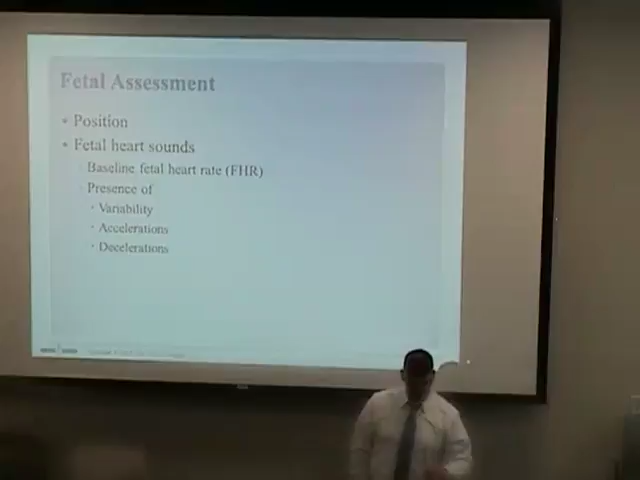 Fetal Assessment
• Position
• Fetal heart sounds
Baseline fetal heart rate (FHR)
Presence of
• Variability
• Accelerations
• Decelerations